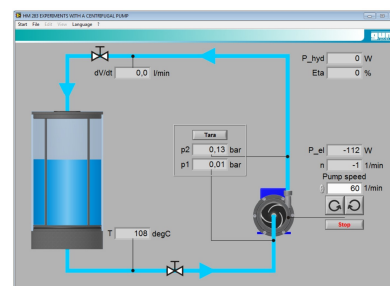 HM 283 EXPERIMENTS WITH A CENTRIFUGAL PUMP
Start File Edit View Language ?
dV/dt 0,0 l/min
P_hyd 0 W
Eta 0 %
Tara
p2 0,13 bar
p1 0,01 bar
P_el -112 W
n -1 1/min
Pump speed
60 1/min
Stop
T 108 degC